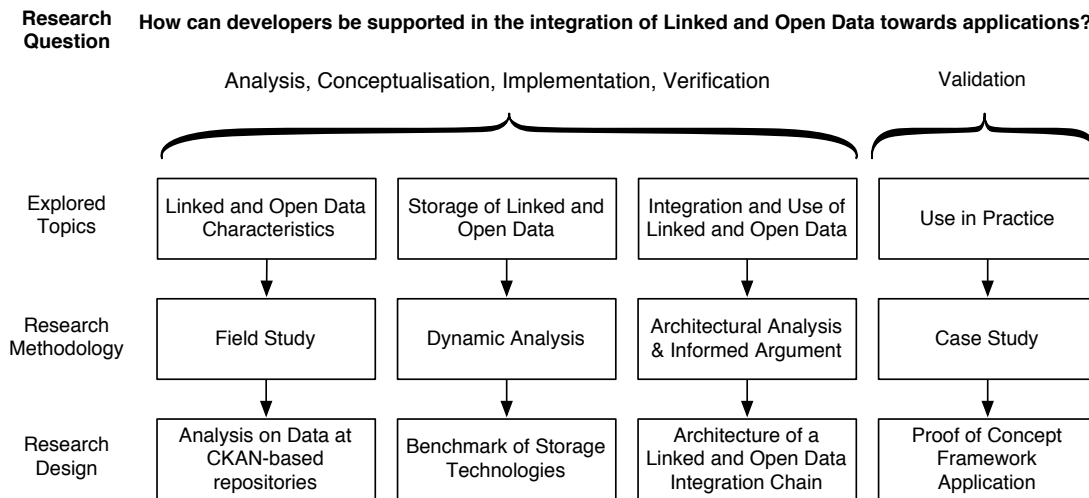 Research
Question
How can developers be supported in the integration of Linked and Open Data towards applications?
Analysis, Conceptualisation, Implementation, Verification
Validation
Explored
Topics
Linked and Open Data
Characteristics
Storage of Linked and
Open Data
Integration and Use of
Linked and Open Data
Use in Practice
Research
Methodology
Field Study
Dynamic Analysis
Architectural Analysis
& Informed Argument
Case Study
Research
Design
Analysis on Data at
CKAN-based
repositories
Benchmark of Storage
Technologies
Architecture of a
Linked and Open Data
Integration Chain
Proof of Concept
Framework
Application